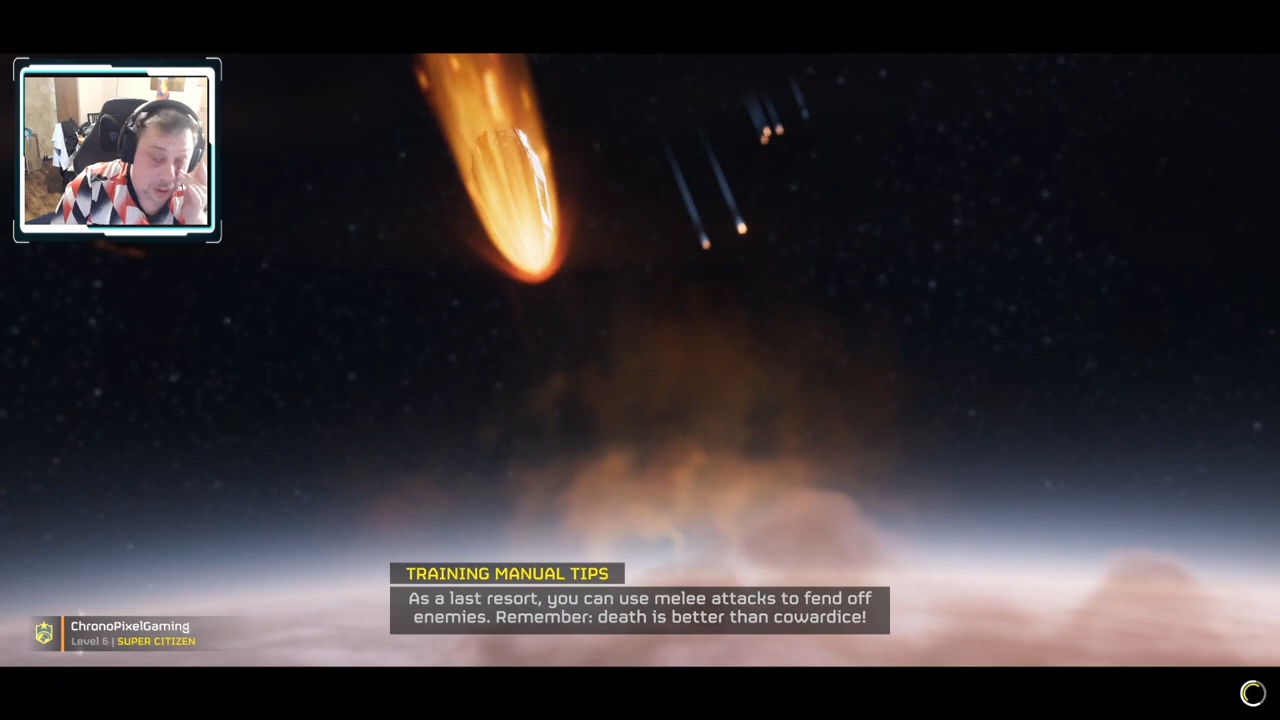 TRAINING MANUAL TIPS
As a last resort, you can use melee attacks to fend off
enemies. Remember: death is better than cowardice!
ChronoPixelGaming
Level 6 | SUPER CITIZEN